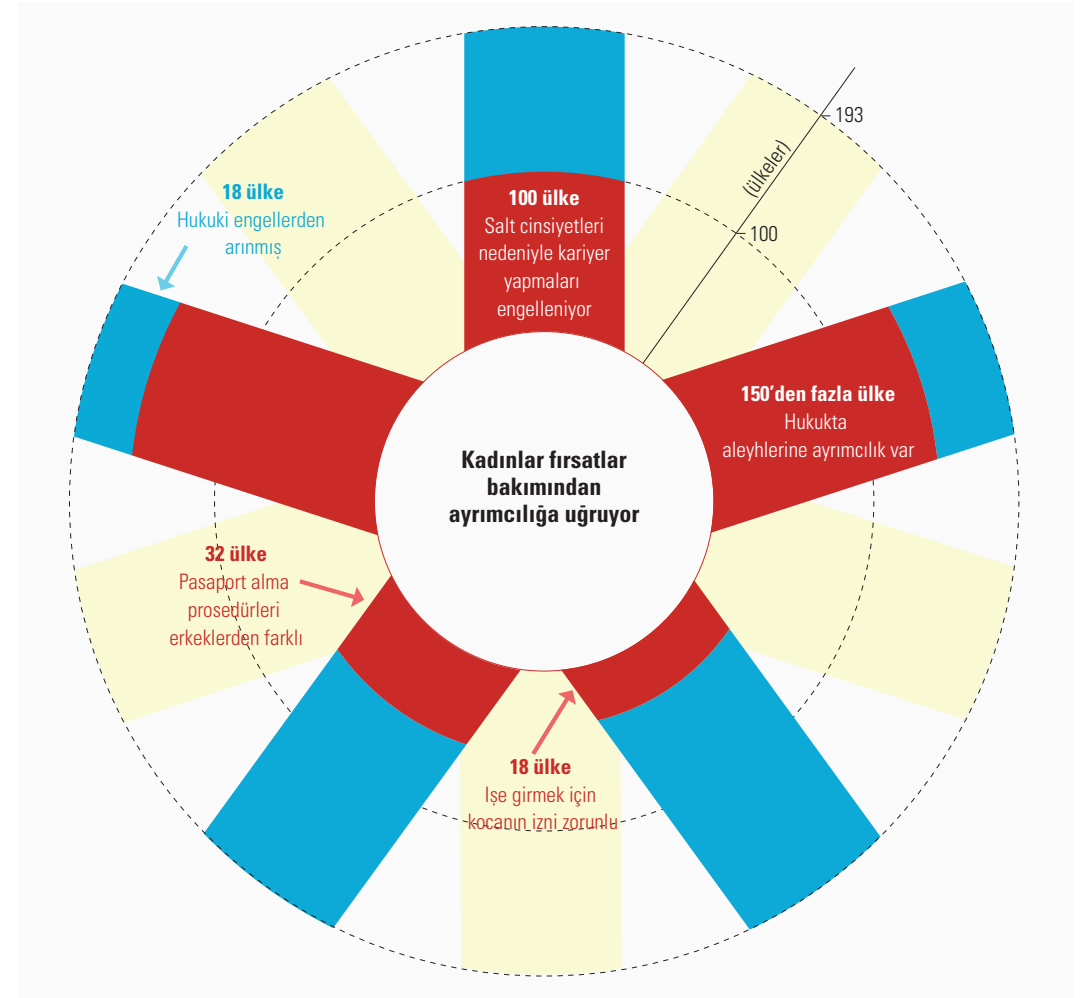 193
(ülkeler)
100
18 ülke
Hukuki engellerden
arınmış
100 ülke
Salt cinsiyetleri
nedeniyle kariyer
yapmaları
engelleniyor
150’den fazla ülke
Hukukta
aleyhlerine ayrımcılık var
Kadınlar fırsatlar
bakımından
ayrımcılığa uğruyor
32 ülke
Pasaport alma
prosedürleri
erkeklerden farklı
18 ülke
Işe girmek için
kocanın izni zorunlu